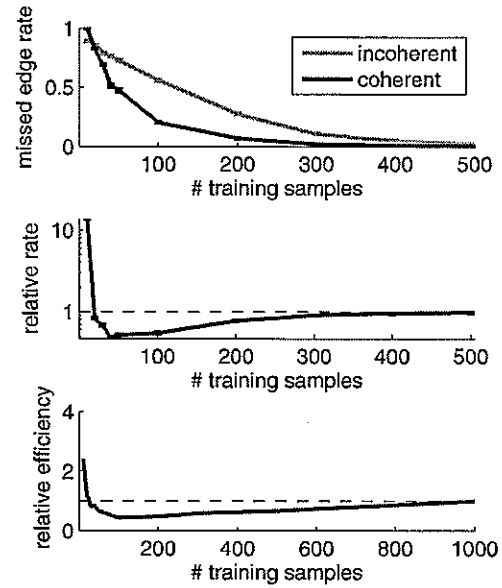 missed edge rate
1
0.5
0
incoherent
coherent
100 200 300 400 500
# training samples
relative rate
10
1
0 100 200 300 400 500
# training samples
relative efficiency
4
2
0
200 400 600 800 1000
# training samples